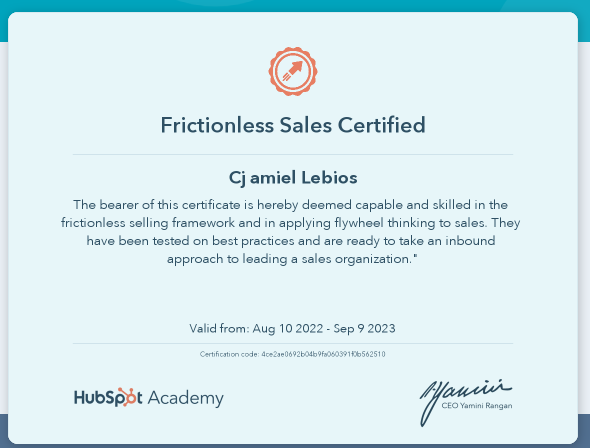 Frictionless Sales Certified
Cj amiel Lebios
The bearer of this certificate is hereby deemed capable and skilled in the
frictionless selling framework and in applying flywheel thinking to sales. They
have been tested on best practices and are ready to take an inbound
approach to leading a sales organization."
Valid from: Aug 10 2022 - Sep 9 2023
Certification code: 4ce2ae0692b04b9fa060391f0b562510
HubSpot Academy
CEO Yamini Rangan